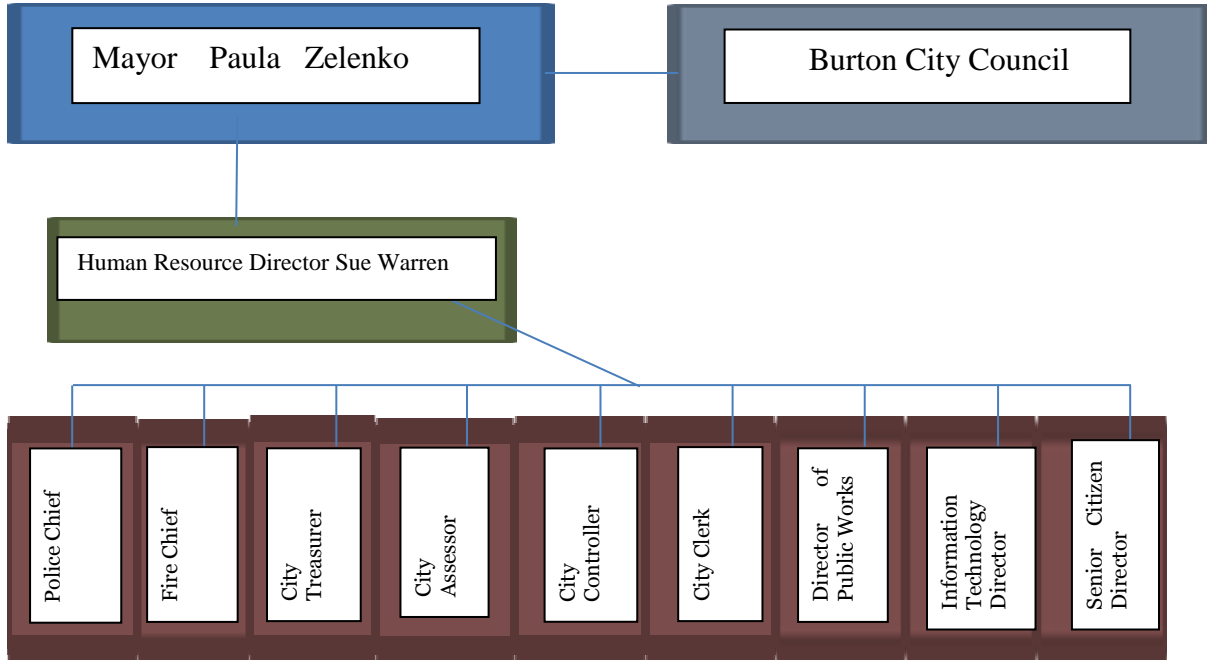 Mayor Paula Zelenko
Burton City Council
Human Resource Director Sue Warren
Police Chief
Fire Chief
City
Treasurer
City
Assessor
City
Controller
City Clerk
Director of
Public Works
Information
Technology
Director
Senior Citizen
Director